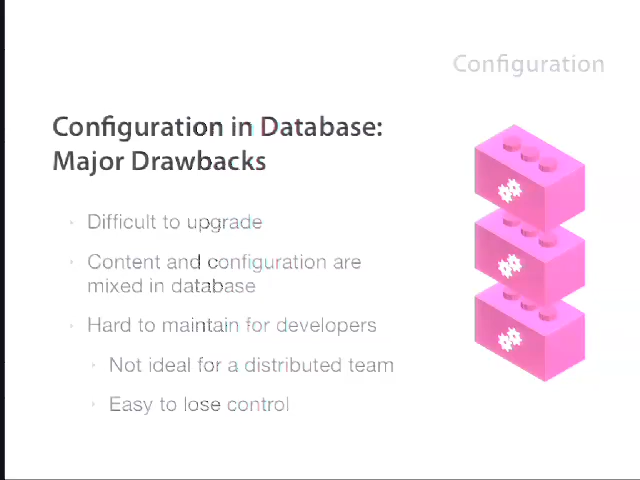 Configuration
Configuration in Database:
Major Drawbacks
Difficult to upgrade
Content and configuration are
mixed in database
Hard to maintain for developers
Not ideal for a distributed team
Easy to lose control